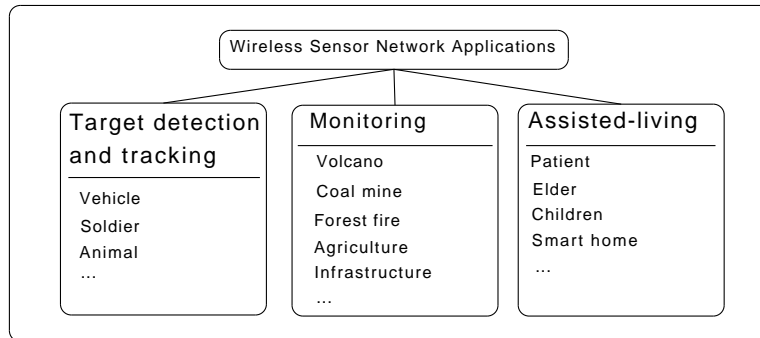 Wireless Sensor Network Applications
Target detection
and tracking
Vehicle
Soldier
Animal
...
Monitoring
Volcano
Coal mine
Forest fire
Agriculture
Infrastructure
...
Assisted-living
Patient
Elder
Children
Smart home
...